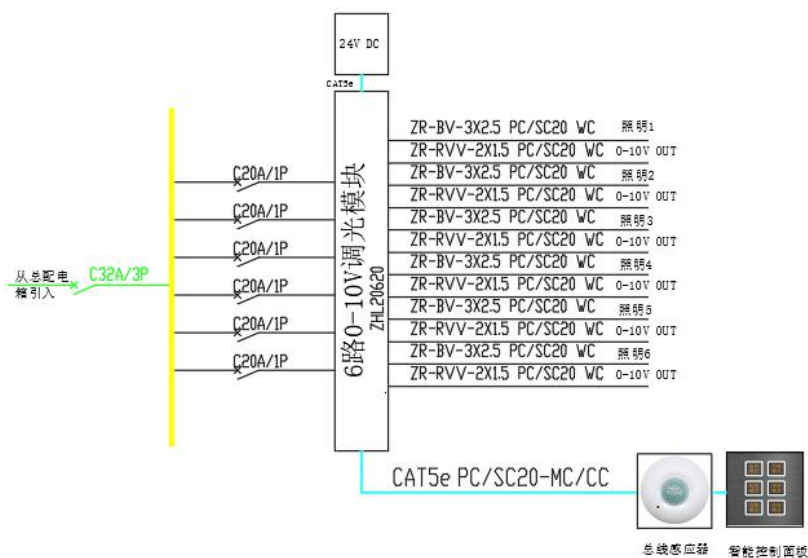 24V DC
CAT5e
ZR-BV-3X2.5 PC/SC20 WC 照明1
ZR-RVV-2X1.5 PC/SC20 WC 0-10V OUT
ZR-BV-3X2.5 PC/SC20 WC 照明2
ZR-RVV-2X1.5 PC/SC20 WC 0-10V OUT
ZR-BV-3X2.5 PC/SC20 WC 照明3
ZR-RVV-2X1.5 PC/SC20 WC 0-10V OUT
ZR-BV-3X2.5 PC/SC20 WC 照明4
ZR-RVV-2X1.5 PC/SC20 WC 0-10V OUT
ZR-BV-3X2.5 PC/SC20 WC 照明5
ZR-RVV-2X1.5 PC/SC20 WC 0-10V OUT
ZR-BV-3X2.5 PC/SC20 WC 照明6
ZR-RVV-2X1.5 PC/SC20 WC 0-10V OUT
C20A/1P
C20A/1P
C20A/1P
C20A/1P
C20A/1P
C20A/1P
6路0-10V调光模块
ZHL20620
从总配电
箱引入
C32A/3P
CAT5e PC/SC20-MC/CC
总线感应器
智能控制面板